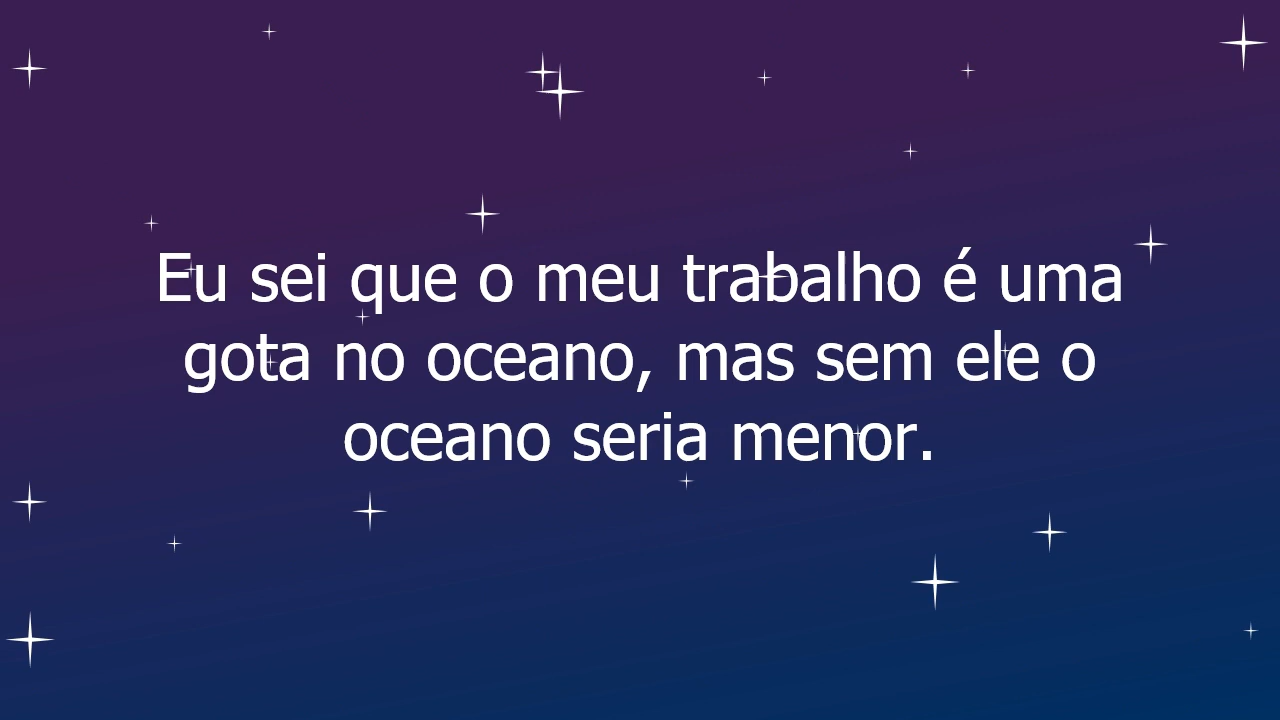 Eu sei que o meu trabalho é uma
gota no oceano, mas sem ele o
oceano seria menor.